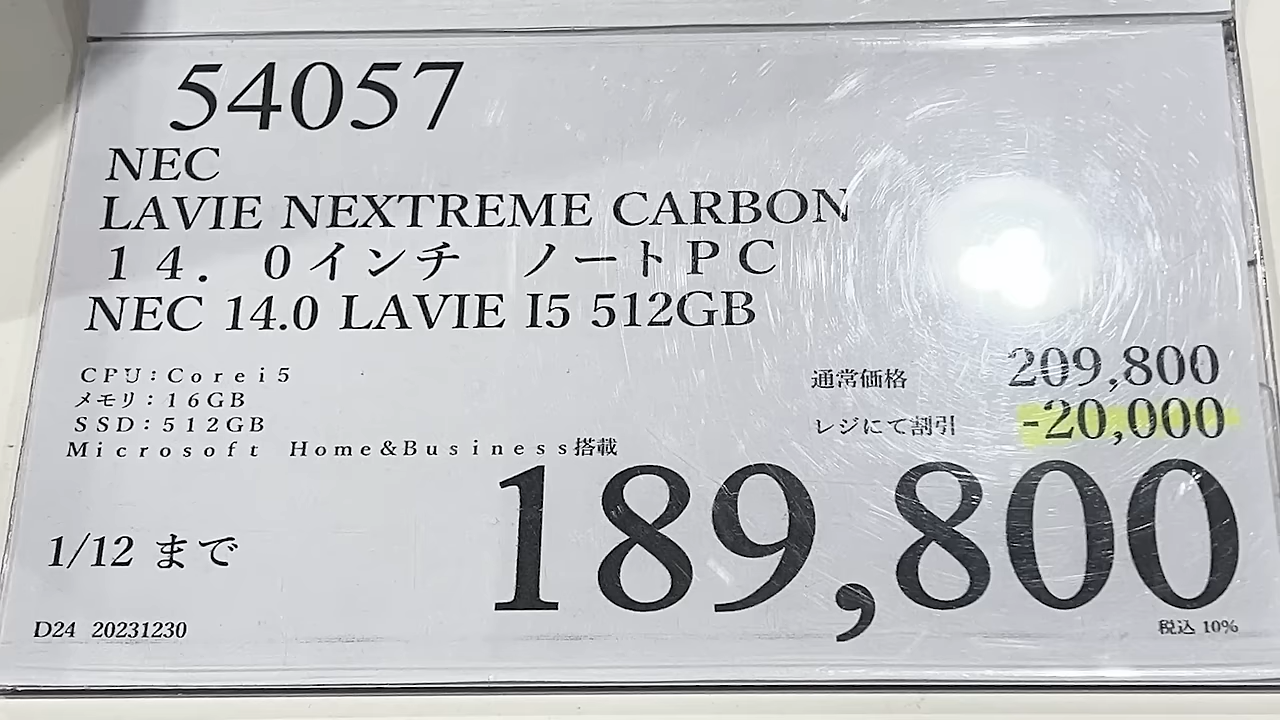 54057
NEC
LAVIE NEXTREME CARBON
１４．０インチ　ノートＰＣ
NEC 14.0 LAVIE I5 512GB
ＣＰＵ：Ｃｏｒｅｉ５
メモリ：１６ＧＢ
ＳＳＤ：５１２ＧＢ
Ｍｉｃｒｏｓｏｆｔ　Ｈｏｍｅ＆Ｂｕｓｉｎｅｓｓ搭載
通常価格 209,800
レジにて割引 -20,000
189,800
1/12 まで
税込 10%
D24 20231230